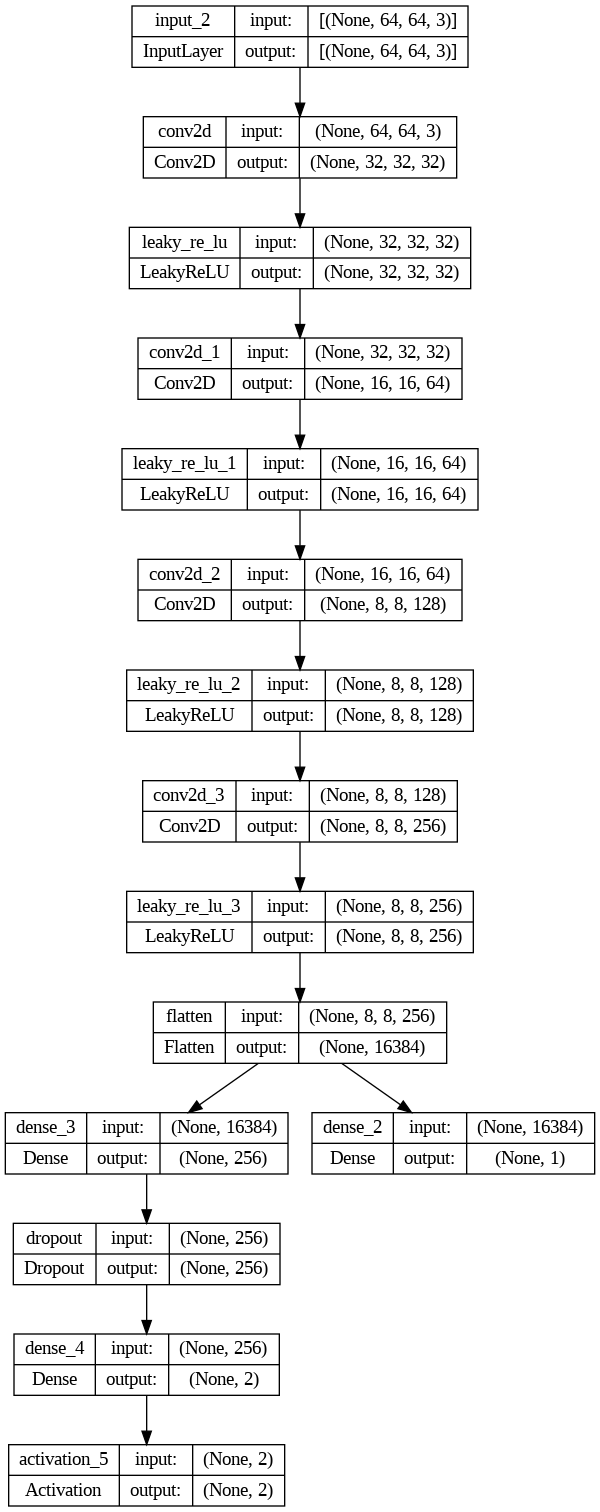 input_2 input: [(None, 64, 64, 3)]
InputLayer output: [(None, 64, 64, 3)]
conv2d input: (None, 64, 64, 3)
Conv2D output: (None, 32, 32, 32)
leaky_re_lu input: (None, 32, 32, 32)
LeakyReLU output: (None, 32, 32, 32)
conv2d_1 input: (None, 32, 32, 32)
Conv2D output: (None, 16, 16, 64)
leaky_re_lu_1 input: (None, 16, 16, 64)
LeakyReLU output: (None, 16, 16, 64)
conv2d_2 input: (None, 16, 16, 64)
Conv2D output: (None, 8, 8, 128)
leaky_re_lu_2 input: (None, 8, 8, 128)
LeakyReLU output: (None, 8, 8, 128)
conv2d_3 input: (None, 8, 8, 128)
Conv2D output: (None, 8, 8, 256)
leaky_re_lu_3 input: (None, 8, 8, 256)
LeakyReLU output: (None, 8, 8, 256)
flatten input: (None, 8, 8, 256)
Flatten output: (None, 16384)
dense_3 input: (None, 16384)
Dense output: (None, 256)
dense_2 input: (None, 16384)
Dense output: (None, 1)
dropout input: (None, 256)
Dropout output: (None, 256)
dense_4 input: (None, 256)
Dense output: (None, 2)
activation_5 input: (None, 2)
Activation output: (None, 2)